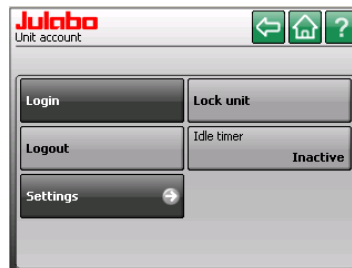 Julabo
Unit account
?
Login
Lock unit
Logout
Idle timer
Inactive
Settings